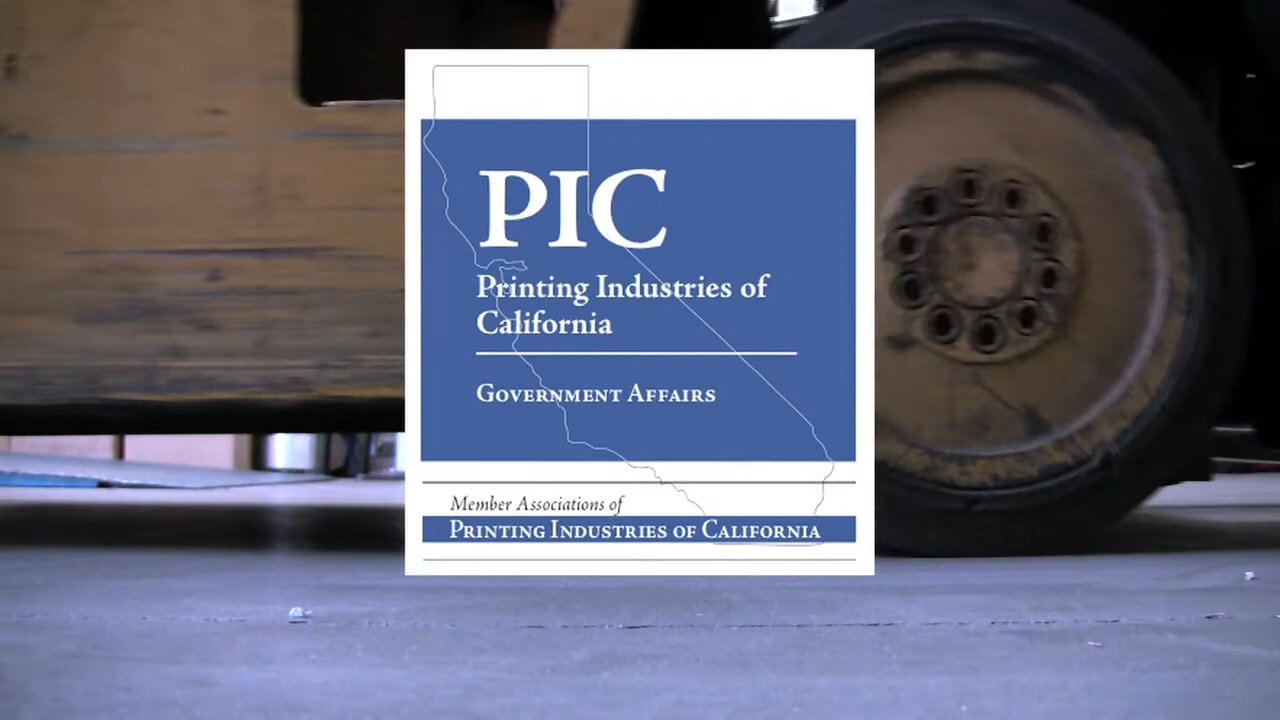 PIC
Printing Industries of
California
Government Affairs
Member Associations of
Printing Industries of California